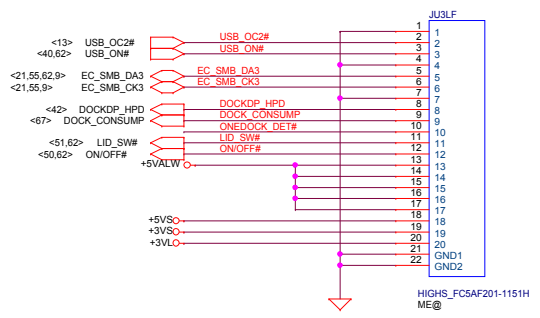 JU3LF
1 1
<13> USB_OC2# USB_OC2# 2 2
<40,62> USB_ON# USB_ON# 3 3
4 4
<21,55,62,9> EC_SMB_DA3 EC_SMB_DA3 5 5
<21,55,9> EC_SMB_CK3 EC_SMB_CK3 6 6
7 7
<42> DOCKDP_HPD DOCKDP_HPD 8 8
<67> DOCK_CONSUMP DOCK_CONSUMP 9 9
ONEDOCK_DET# 10 10
<51,62> LID_SW# LID_SW# 11 11
<50,62> ON/OFF# ON/OFF# 12 12
+5VALW 13 13
14 14
15 15
16 16
17 17
+5VS 18 18
+3VS 19 19
+3VL 20 20
21 GND1
22 GND2
HIGHS_FC5AF201-1151H
ME@